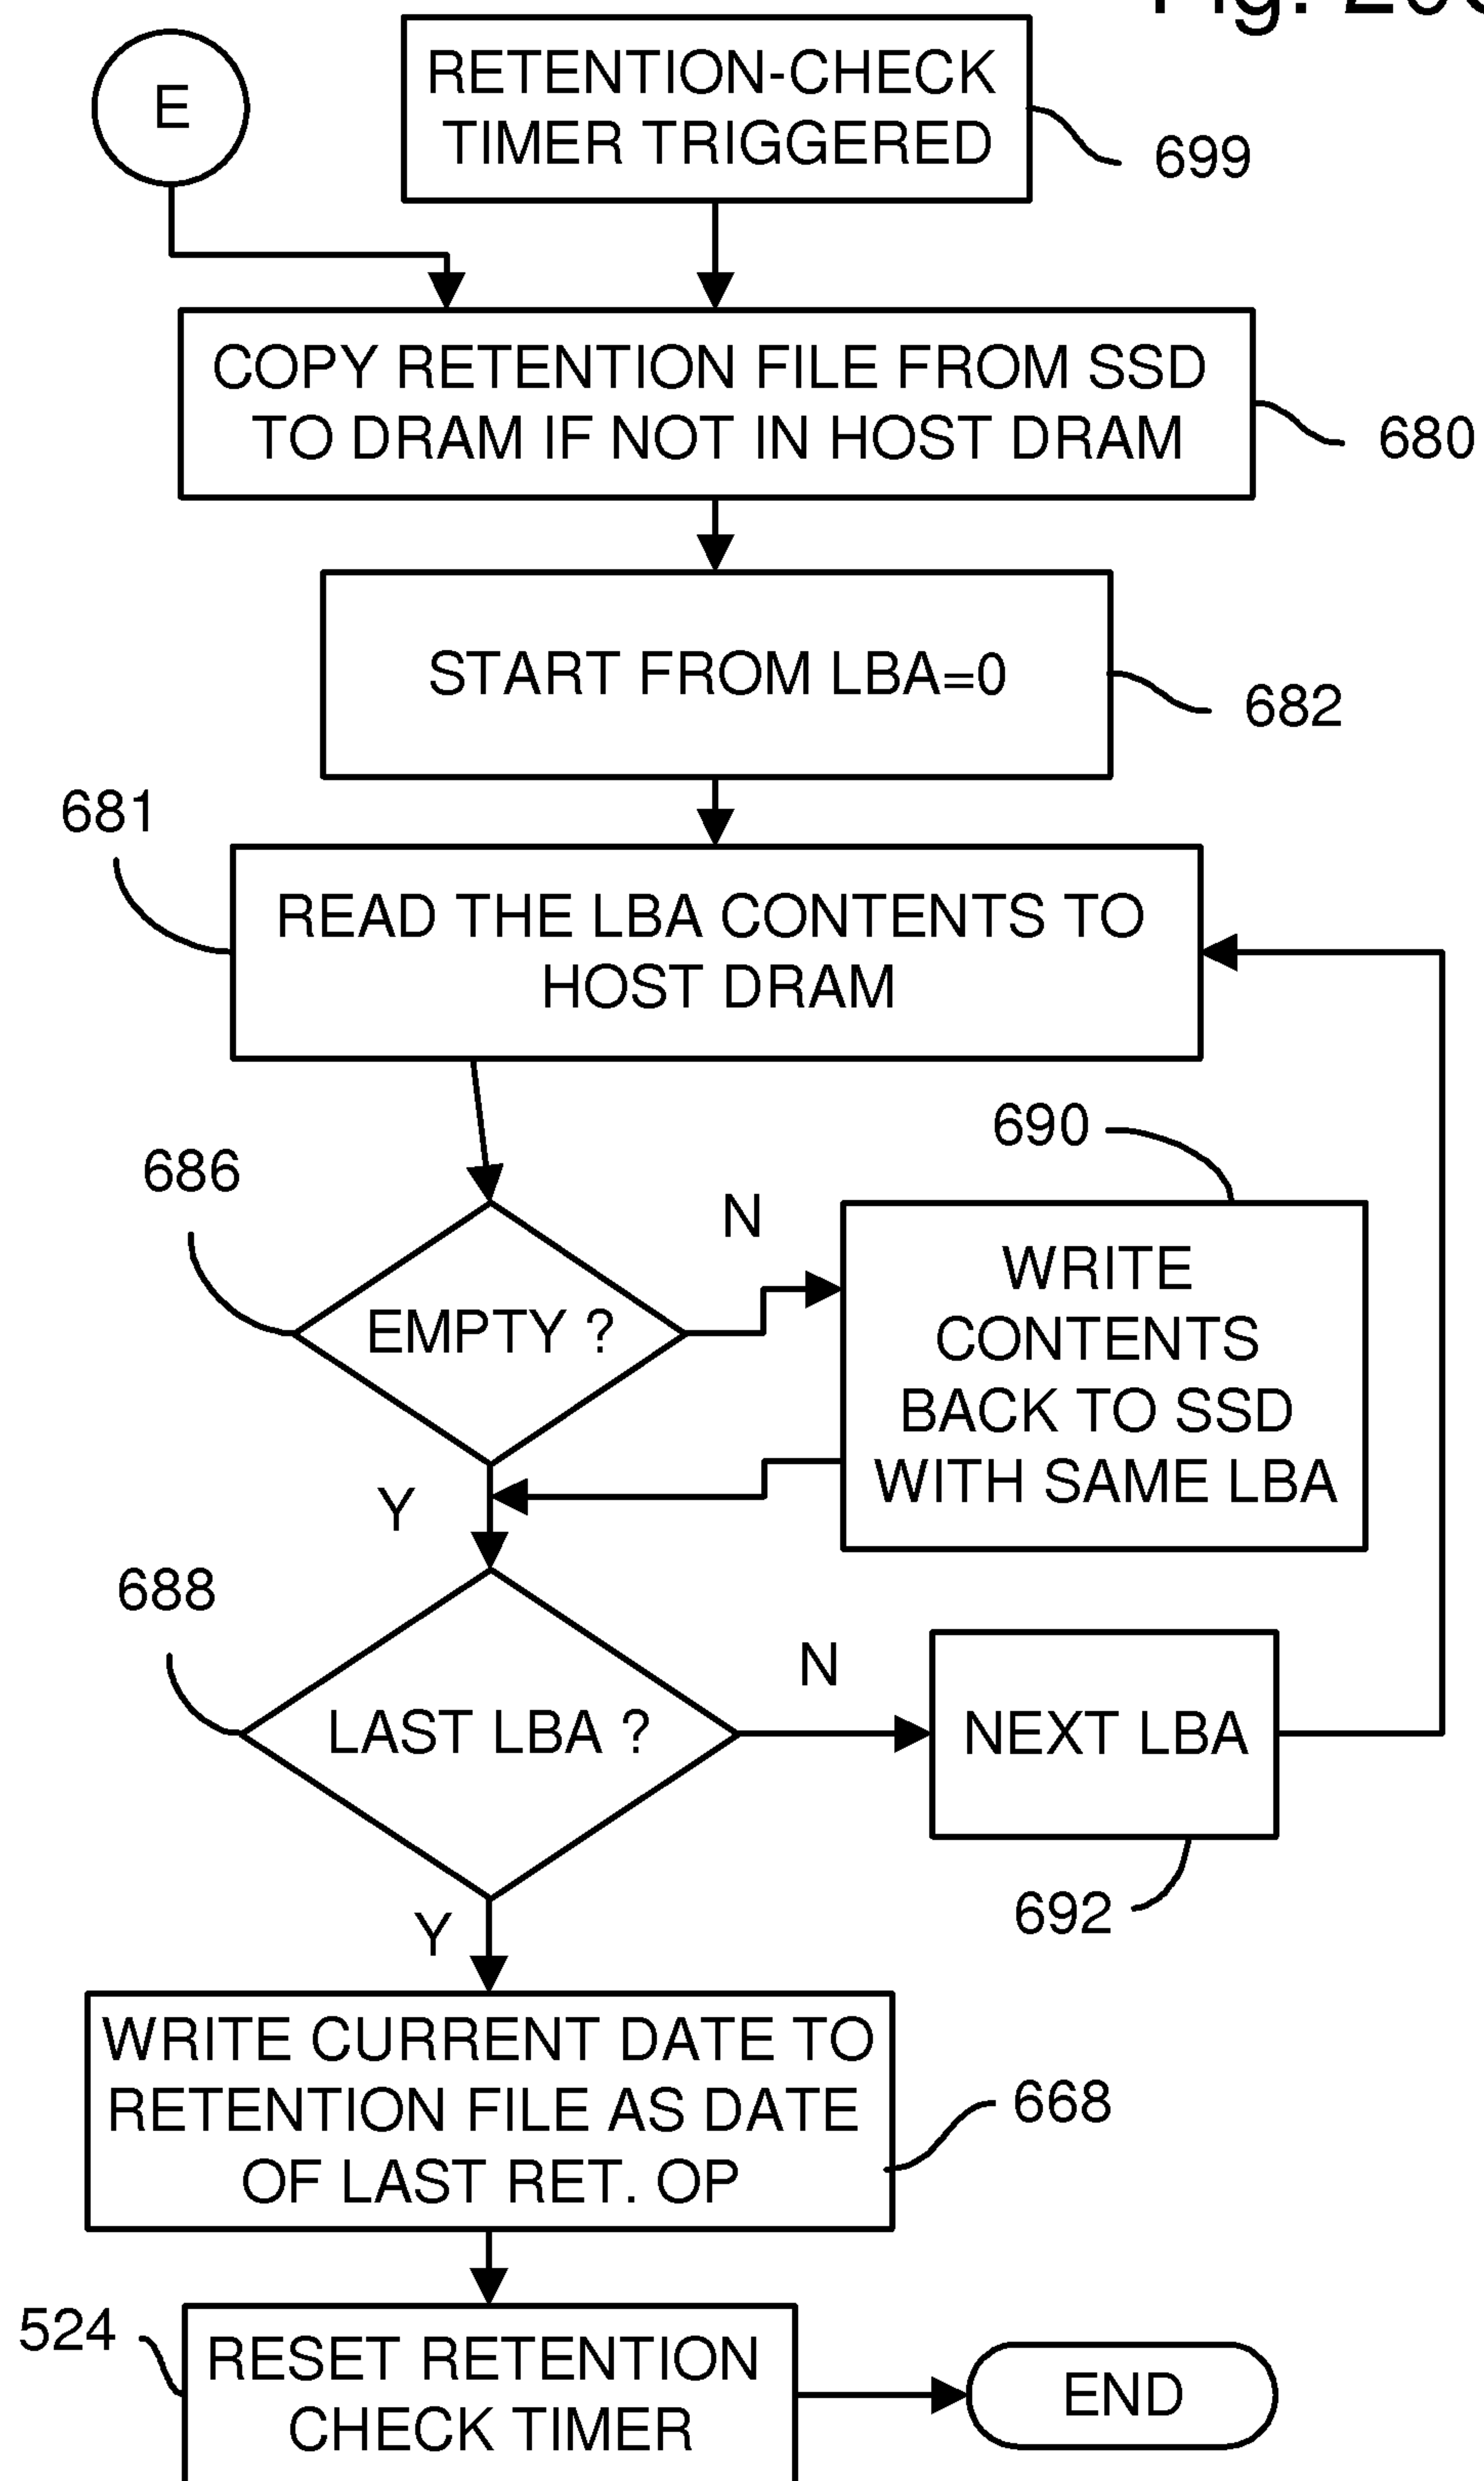 Fig.
E
RETENTION-CHECK
TIMER TRIGGERED
699
COPY RETENTION FILE FROM SSD
TO DRAM IF NOT IN HOST DRAM
680
START FROM LBA=0
682
681
READ THE LBA CONTENTS TO
HOST DRAM
690
686
N
EMPTY ?
WRITE
CONTENTS
BACK TO SSD
WITH SAME LBA
Y
688
N
LAST LBA ?
NEXT LBA
692
Y
WRITE CURRENT DATE TO
RETENTION FILE AS DATE
OF LAST RET. OP
668
524
RESET RETENTION
CHECK TIMER
END